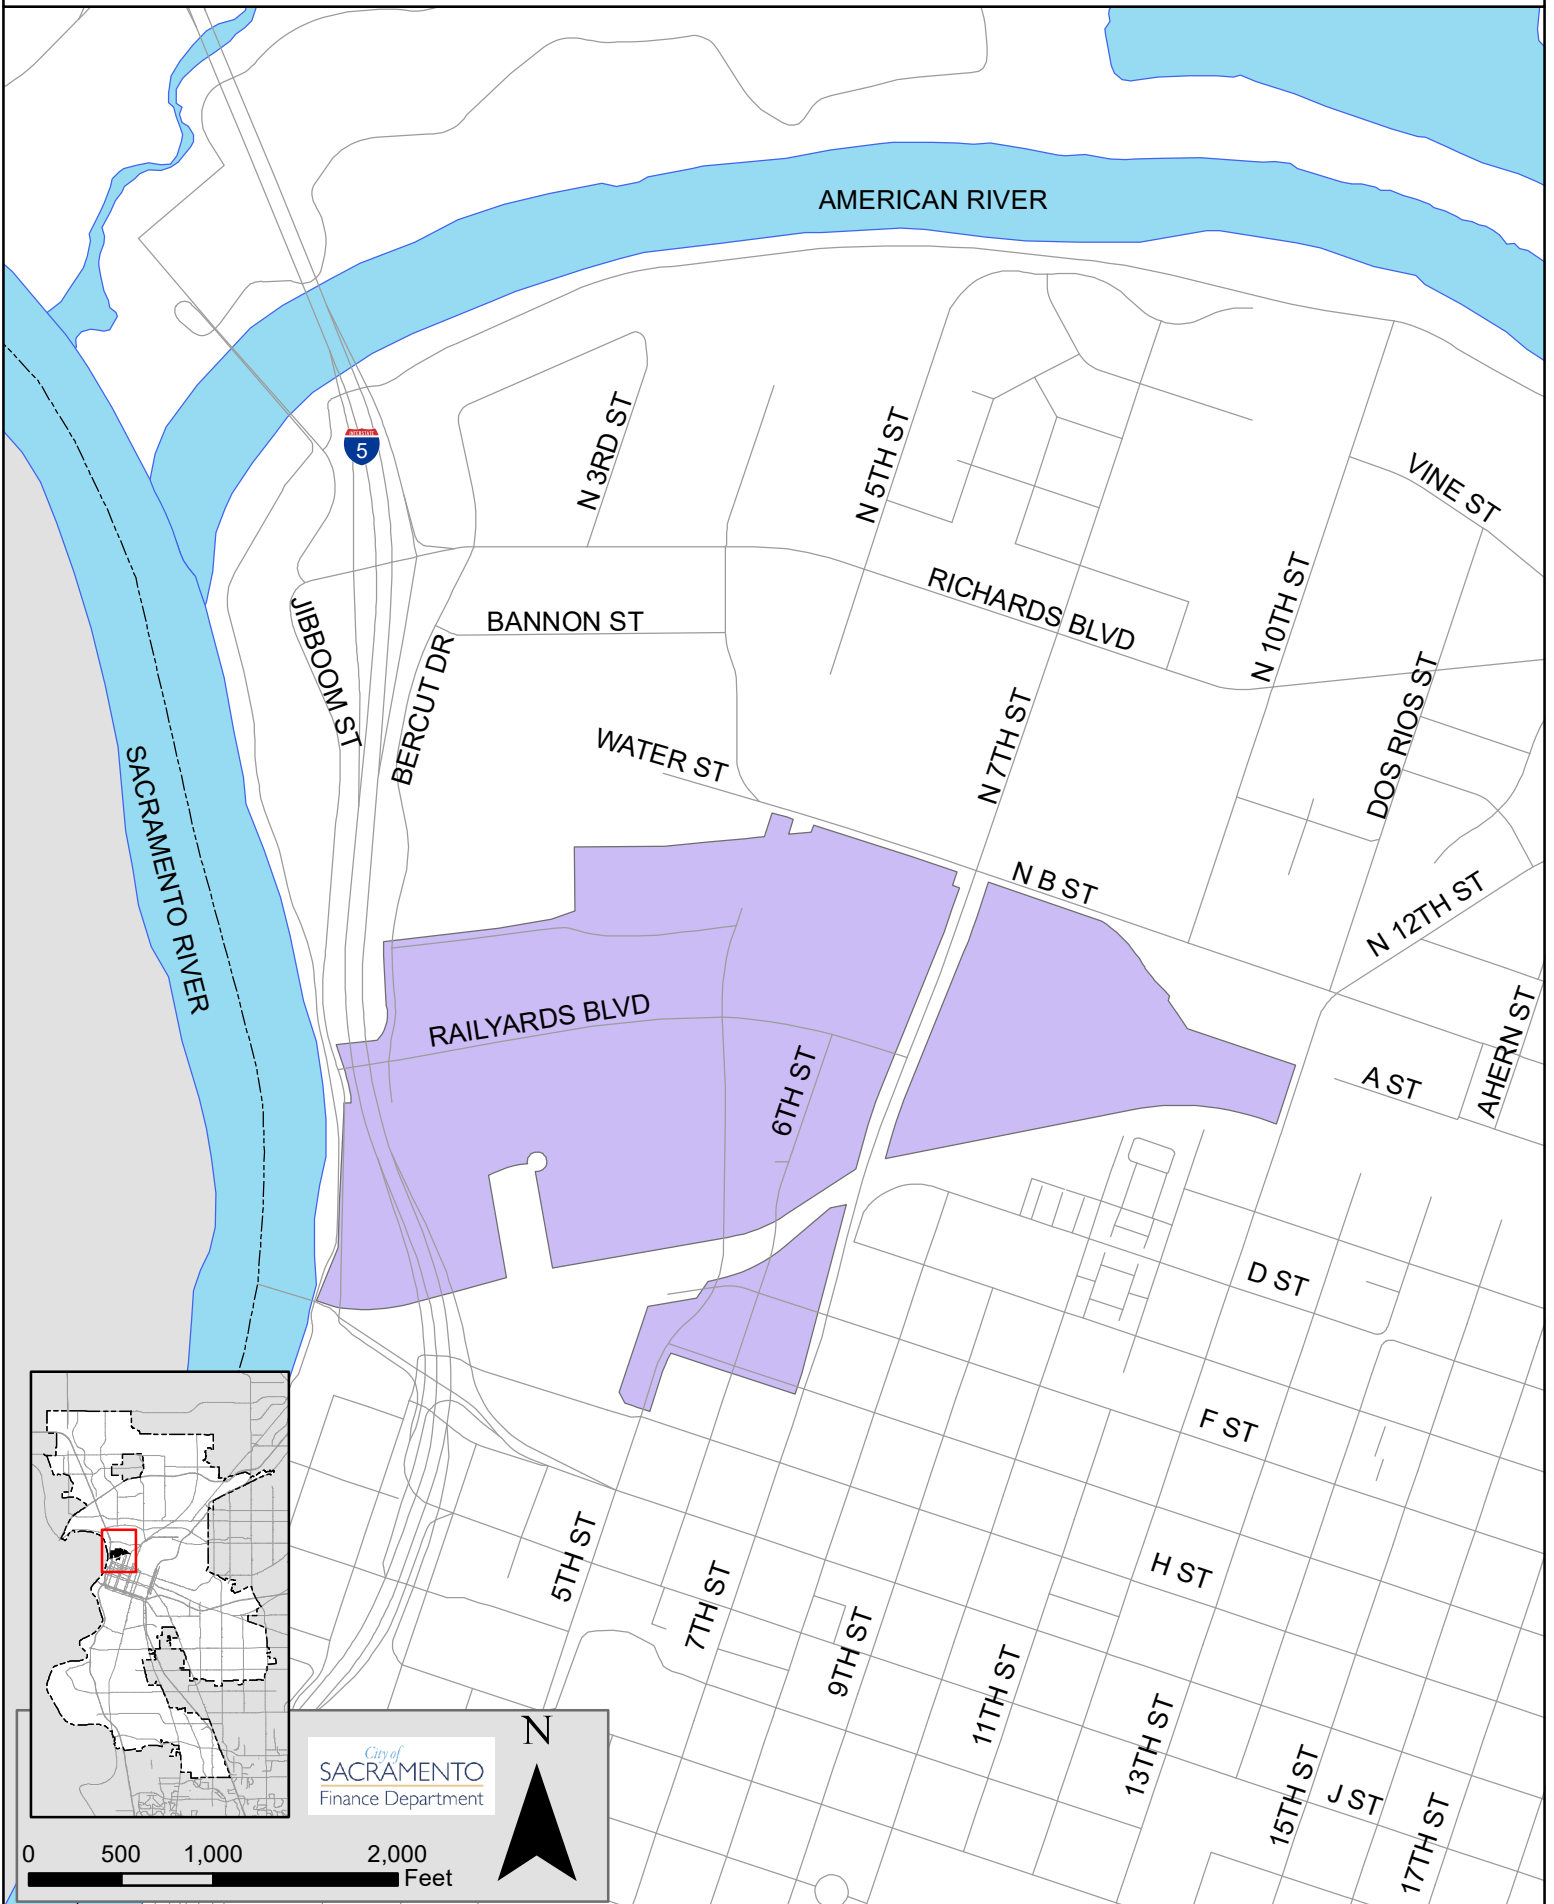 AMERICAN RIVER
N 3RD ST
INTERSTATE
5
N 5TH ST
VINE ST
RICHARDS BLVD
N 10TH ST
JIBBOOM ST
BANNON ST
BERCUT DR
DOS RIOS ST
N 7TH ST
WATER ST
SACRAMENTO RIVER
N B ST
N 12TH ST
RAILYARDS BLVD
AHERN ST
6TH ST
A ST
D ST
F ST
5TH ST
H ST
7TH ST
9TH ST
11TH ST
13TH ST
15TH ST
J ST
17TH ST
N
City of
SACRAMENTO
Finance Department
0 500 1,000 2,000
Feet